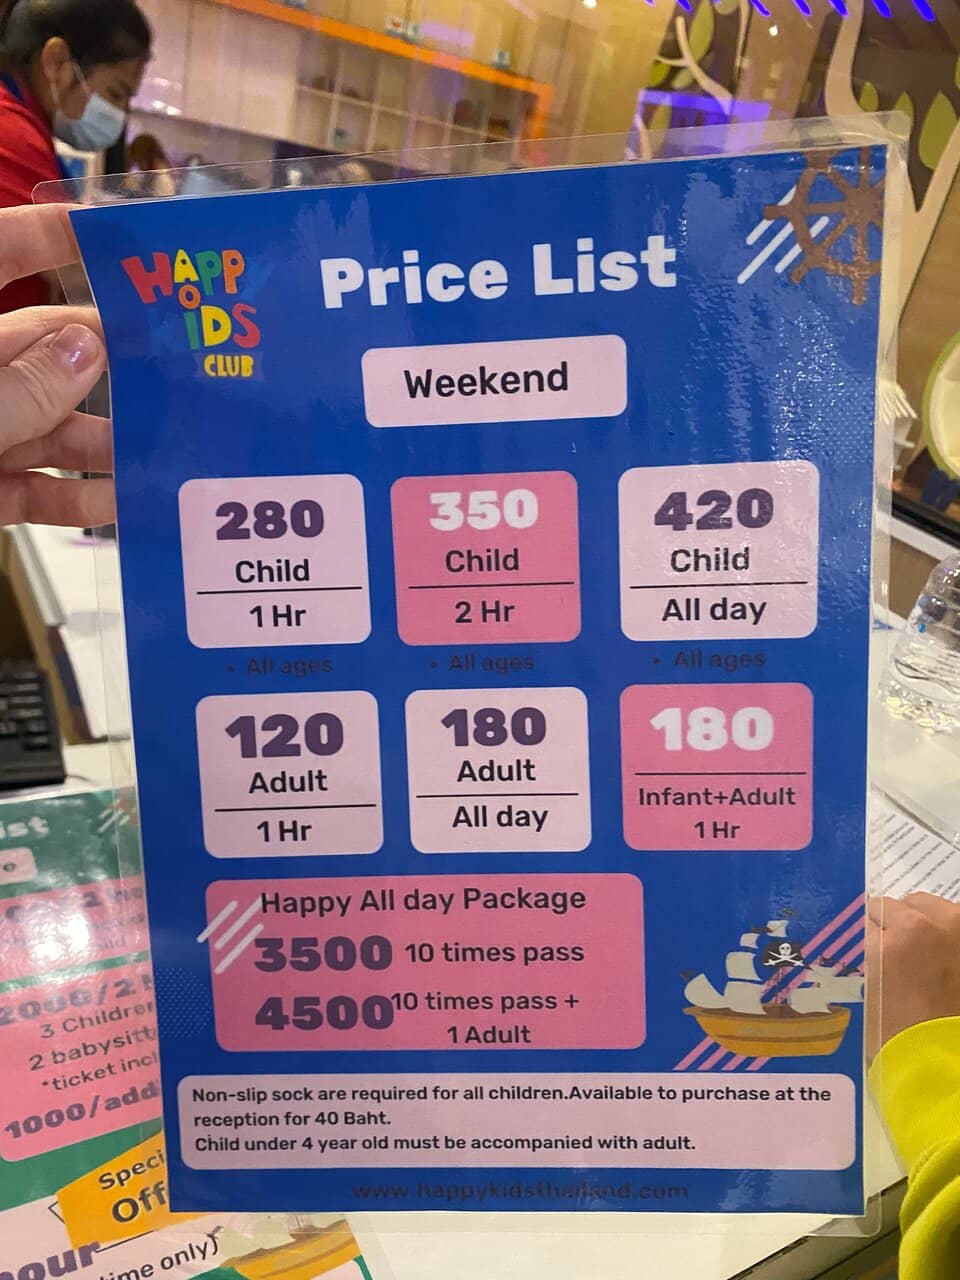 HAPPY
KIDS
CLUB
Price List
Weekend
280
Child
1 Hr
350
Child
2 Hr
420
Child
All day
• All ages
• All ages
• All ages
120
Adult
1 Hr
180
Adult
All day
180
Infant+Adult
1 Hr
Happy All day Package
3500 10 times pass
4500 10 times pass +
1 Adult
Non-slip sock are required for all children.Available to purchase at the
reception for 40 Baht.
Child under 4 year old must be accompanied with adult.
www.happykidsthailand.com
3 Children
2 babysitt
*ticket incl
1000/add
Speci
Off
our
ime only)